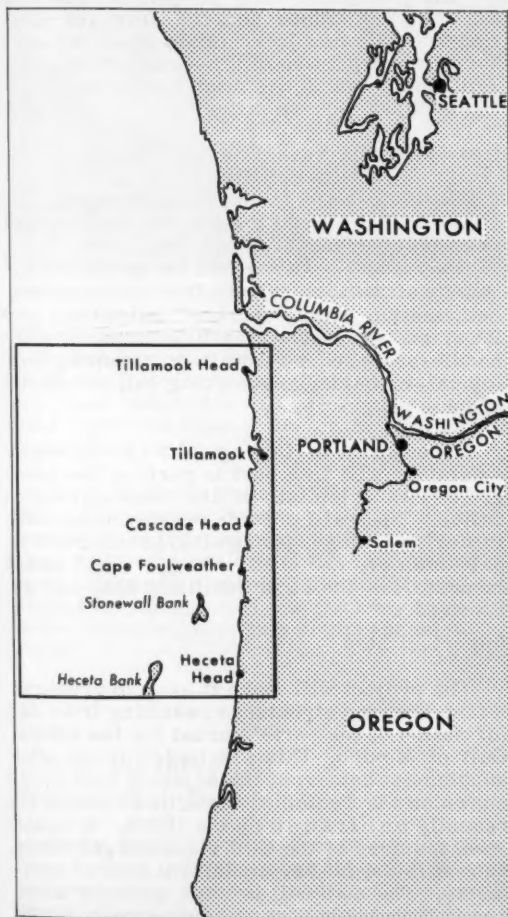 SEATTLE
WASHINGTON
COLUMBIA RIVER
Tillamook Head
WASHINGTON
OREGON
PORTLAND
Tillamook
Oregon City
Cascade Head
Salem
Cape Foulweather
Stonewall Bank
Heceta Bank
Heceta
Head
OREGON